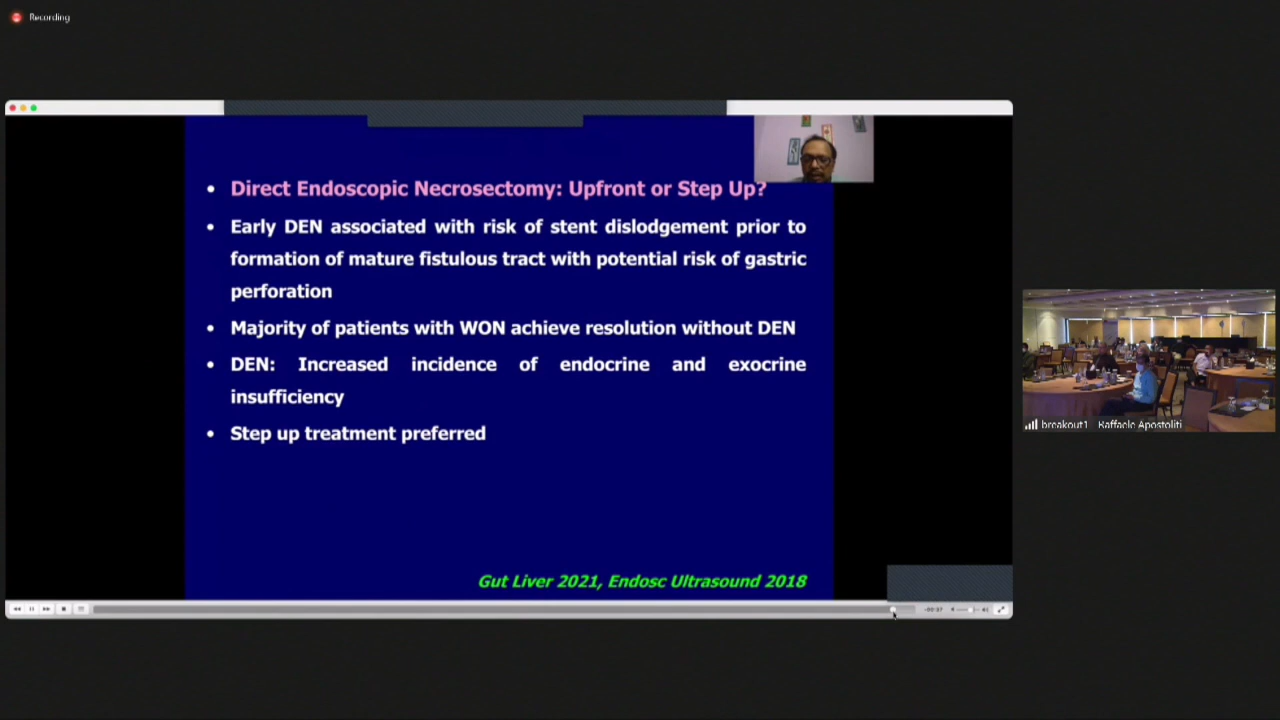 Recording
Direct Endoscopic Necrosectomy: Upfront or Step Up?
Early DEN associated with risk of stent dislodgement prior to
formation of mature fistulous tract with potential risk of gastric
perforation
Majority of patients with WON achieve resolution without DEN
DEN: Increased incidence of endocrine and exocrine
insufficiency
Step up treatment preferred
Gut Liver 2021, Endosc Ultrasound 2018
-00:37
breakout1 - Raffaele Apostoliti